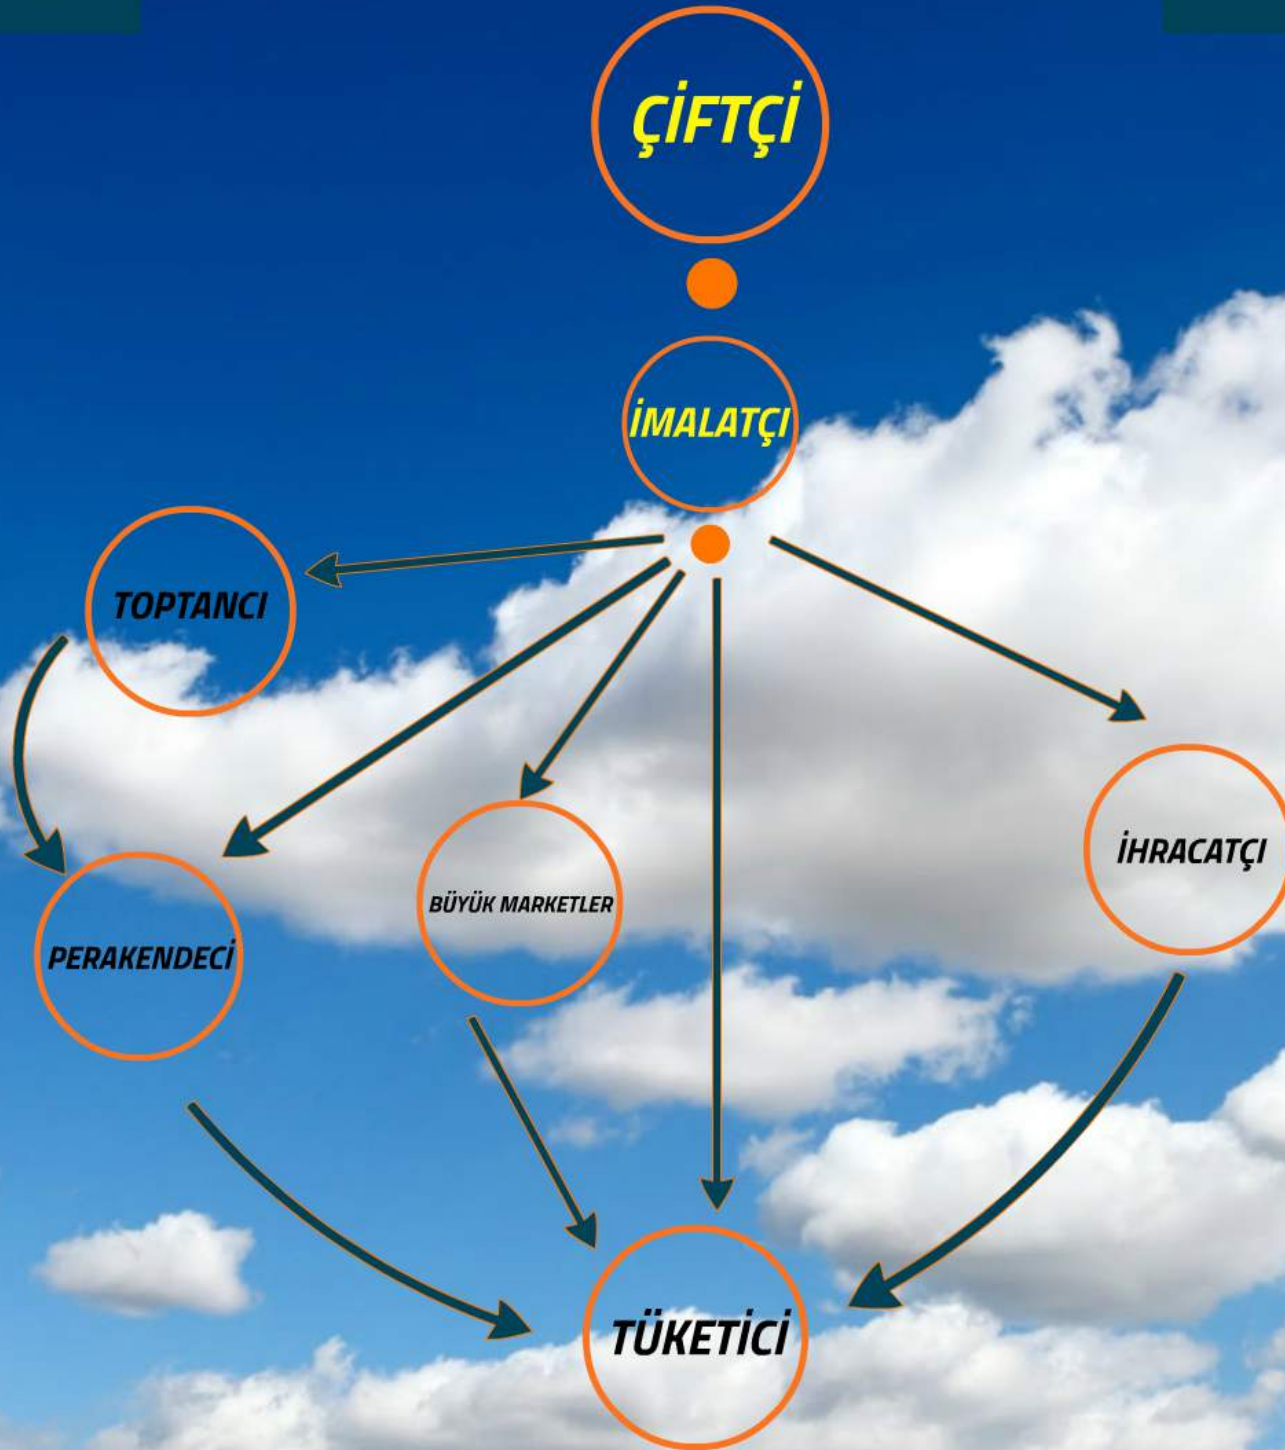 ÇİFTÇİ
İMALATÇI
TOPTANCI
İHRACATÇI
BÜYÜK MARKETLER
PERAKENDECİ
TÜKETİCİ